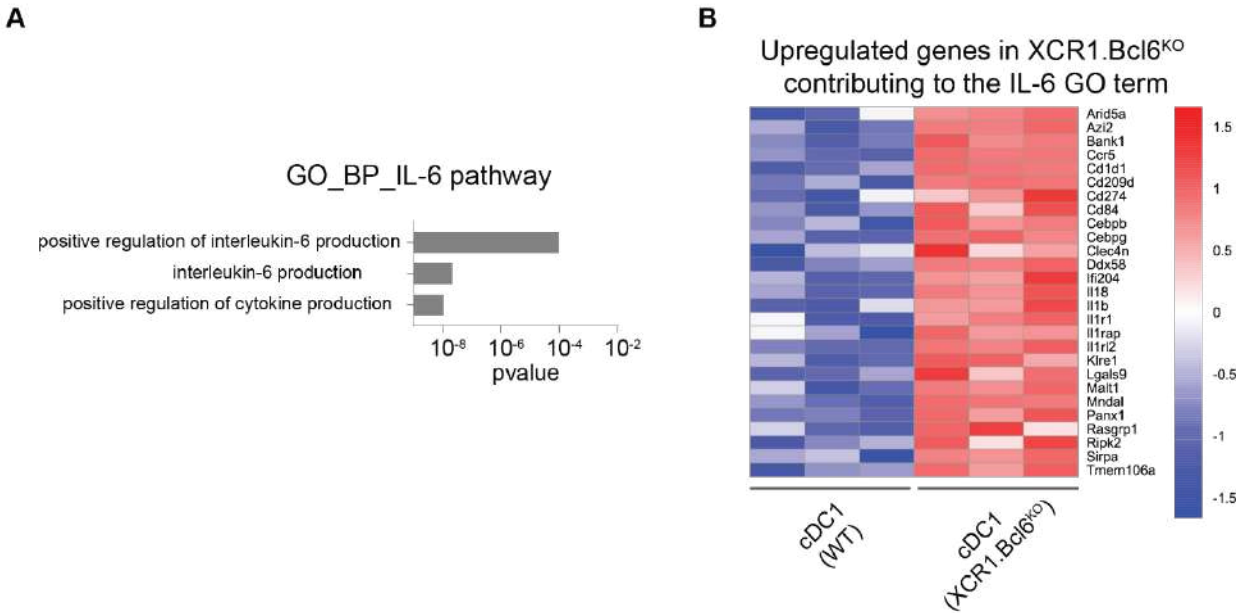 A
GO_BP_IL-6 pathway
positive regulation of interleukin-6 production
interleukin-6 production
positive regulation of cytokine production
10⁻⁸ 10⁻⁶ 10⁻⁴ 10⁻²
pvalue
B
Upregulated genes in XCR1.Bcl6ᴷᴼ
contributing to the IL-6 GO term
Arid5a
Azi2
Bank1
Ccr5
Cd1d1
Cd209d
Cd274
Cd84
Cebpb
Cebpg
Clec4n
Ddx58
Ifi204
Il18
Il1b
Il1r1
Il1rap
Il1rl2
Klre1
Lgals9
Malt1
Mndal
Panx1
Rasgrp1
Ripk2
Sirpa
Tmem106a
1.5
1
0.5
0
-0.5
-1
-1.5
cDC1
(WT)
cDC1
(XCR1.Bcl6ᴷᴼ)